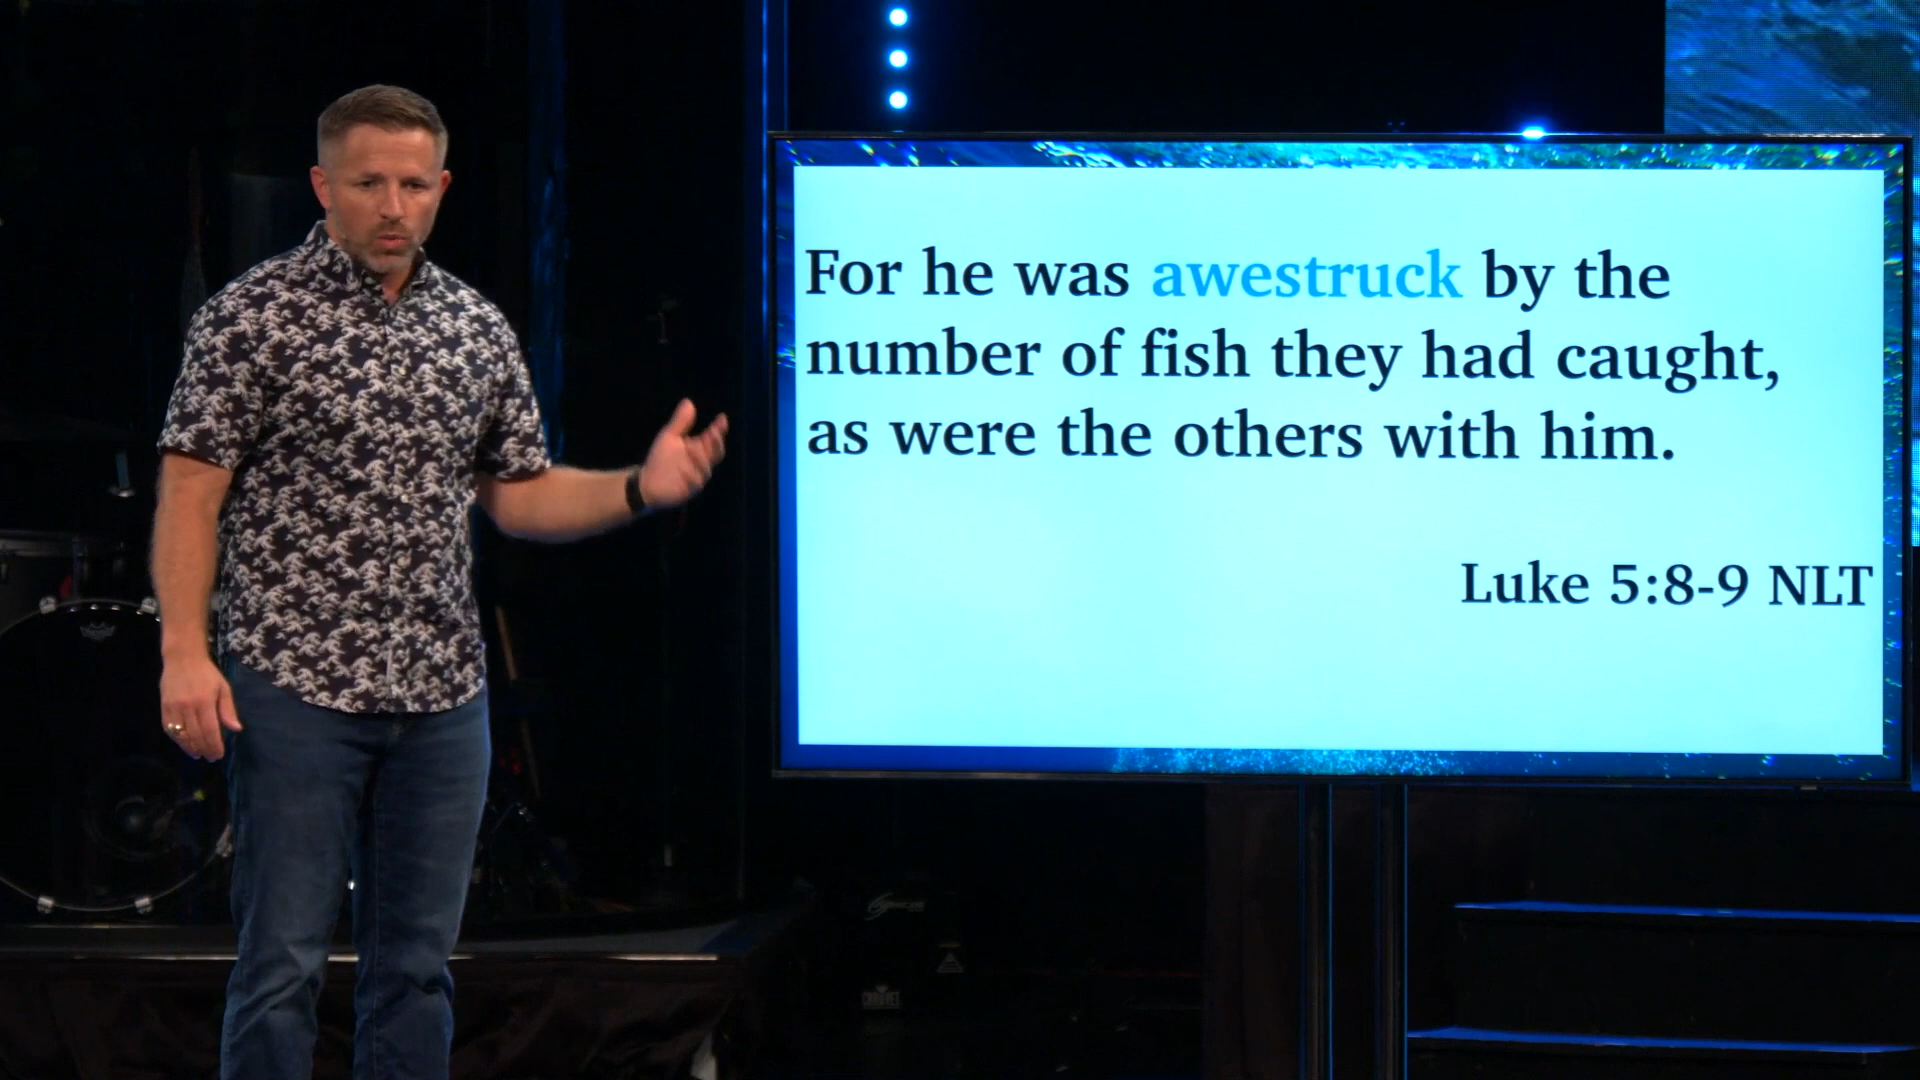 For he was awestruck by the
number of fish they had caught,
as were the others with him.
Luke 5:8-9 NLT
CHAUVET